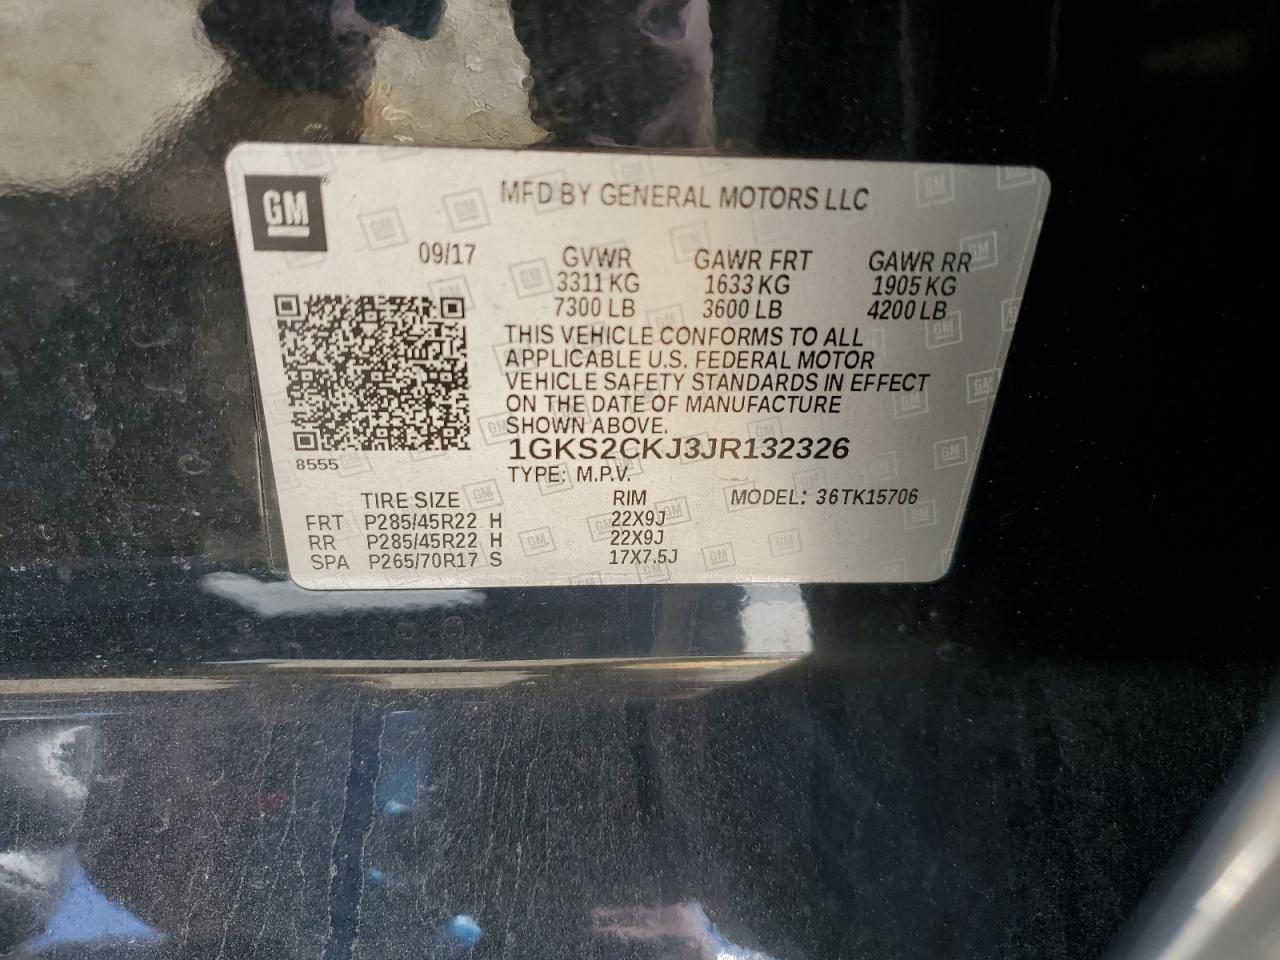 GM
MFD BY GENERAL MOTORS LLC
09/17 GVWR GAWR FRT GAWR RR
3311 KG 1633 KG 1905 KG
7300 LB 3600 LB 4200 LB
THIS VEHICLE CONFORMS TO ALL
APPLICABLE U.S. FEDERAL MOTOR
VEHICLE SAFETY STANDARDS IN EFFECT
ON THE DATE OF MANUFACTURE
SHOWN ABOVE.
1GKS2CKJ3JR132326
8555
TYPE: M.P.V.
TIRE SIZE RIM MODEL: 36TK15706
FRT P285/45R22 H 22X9J
RR P285/45R22 H 22X9J
SPA P265/70R17 S 17X7.5J